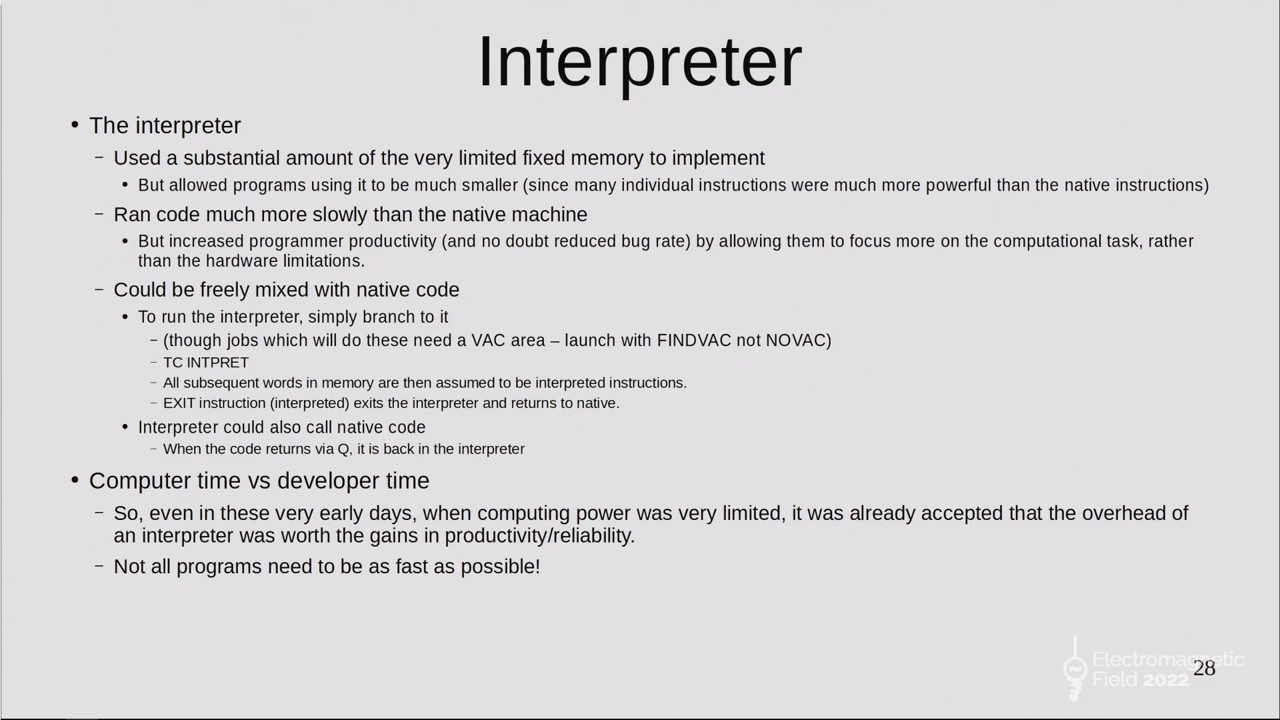 Interpreter
• The interpreter
– Used a substantial amount of the very limited fixed memory to implement
• But allowed programs using it to be much smaller (since many individual instructions were much more powerful than the native instructions)
– Ran code much more slowly than the native machine
• But increased programmer productivity (and no doubt reduced bug rate) by allowing them to focus more on the computational task, rather
than the hardware limitations.
– Could be freely mixed with native code
• To run the interpreter, simply branch to it
– (though jobs which will do these need a VAC area – launch with FINDVAC not NOVAC)
– TC INTPRET
– All subsequent words in memory are then assumed to be interpreted instructions.
– EXIT instruction (interpreted) exits the interpreter and returns to native.
• Interpreter could also call native code
– When the code returns via Q, it is back in the interpreter
• Computer time vs developer time
– So, even in these very early days, when computing power was very limited, it was already accepted that the overhead of
an interpreter was worth the gains in productivity/reliability.
– Not all programs need to be as fast as possible!
Electromagnetic
Field 2022
28